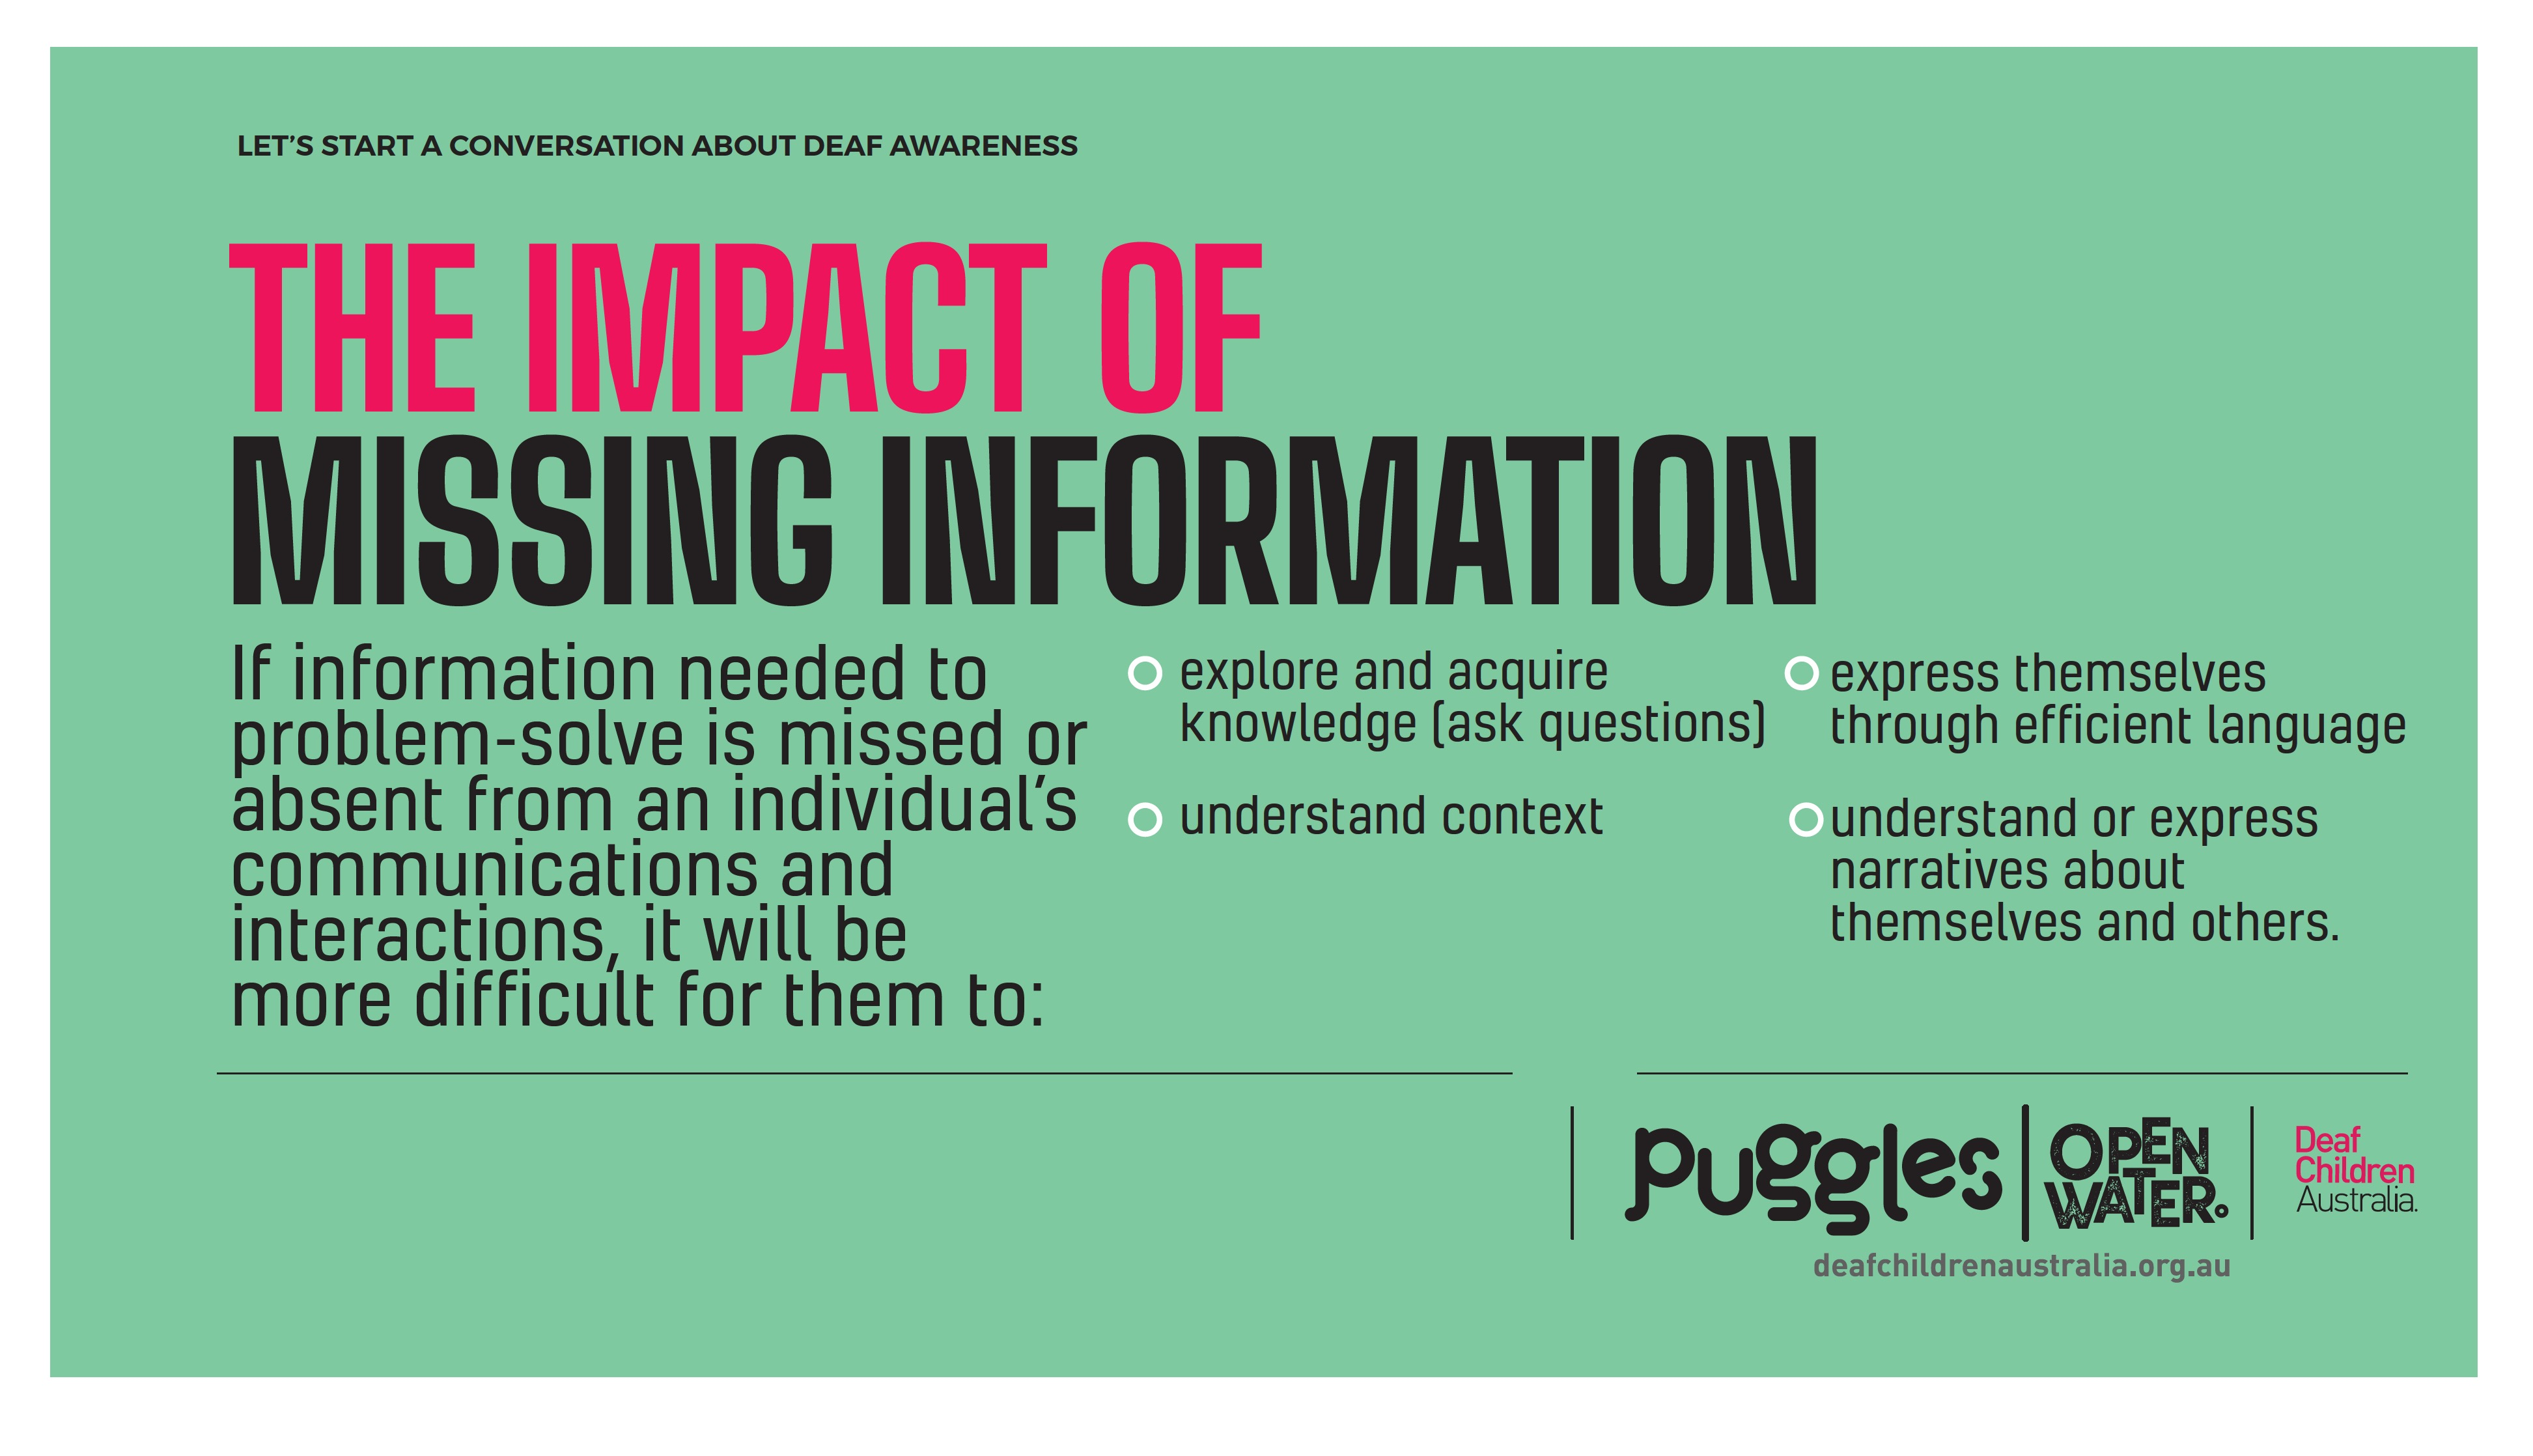 LET'S START A CONVERSATION ABOUT DEAF AWARENESS
THE IMPACT OF
MISSING INFORMATION
If information needed to
problem-solve is missed or
absent from an individual's
communications and
interactions, it will be
more difficult for them to:
explore and acquire
knowledge (ask questions)
understand context
express themselves
through efficient language
understand or express
narratives about
themselves and others.
puggles
OPEN
WATER
Deaf
Children
Australia.
deafchildrenaustralia.org.au